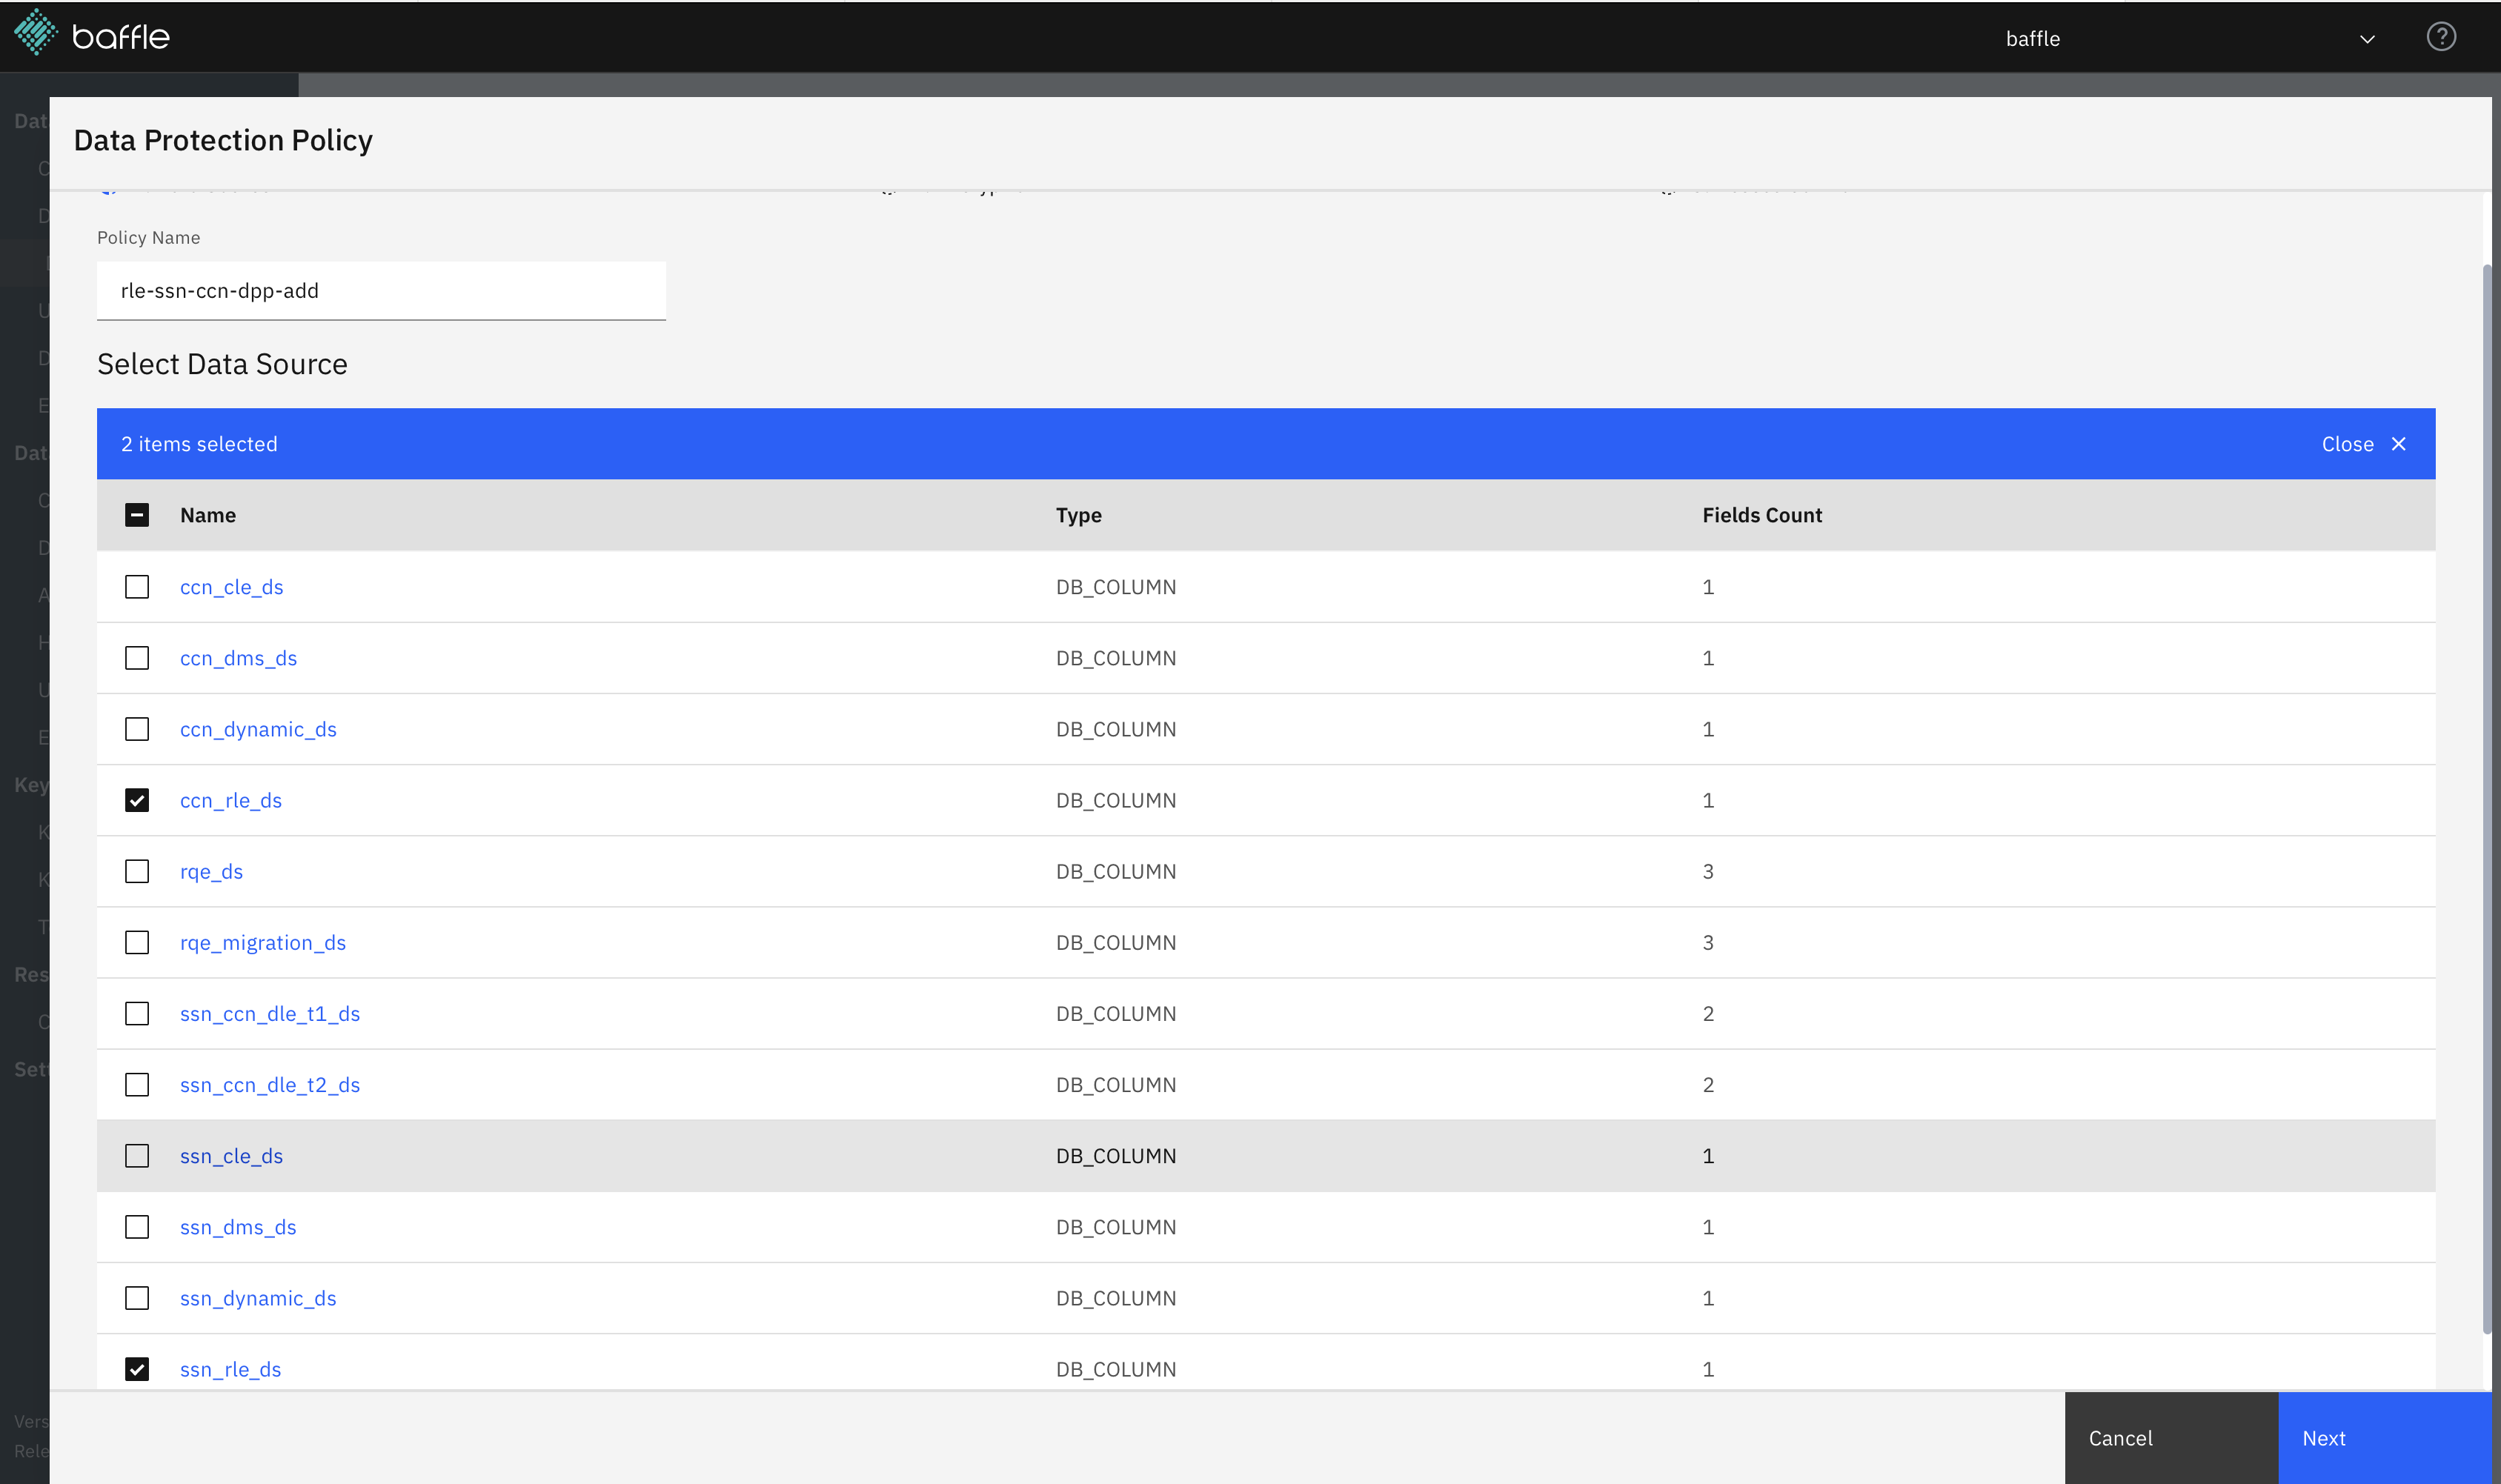 baffle
baffle
Data Protection Policy
Policy Name
rle-ssn-ccn-dpp-add
Select Data Source
2 items selected Close
Name Type Fields Count
ccn_cle_ds DB_COLUMN 1
ccn_dms_ds DB_COLUMN 1
ccn_dynamic_ds DB_COLUMN 1
ccn_rle_ds DB_COLUMN 1
rqe_ds DB_COLUMN 3
rqe_migration_ds DB_COLUMN 3
ssn_ccn_dle_t1_ds DB_COLUMN 2
ssn_ccn_dle_t2_ds DB_COLUMN 2
ssn_cle_ds DB_COLUMN 1
ssn_dms_ds DB_COLUMN 1
ssn_dynamic_ds DB_COLUMN 1
ssn_rle_ds DB_COLUMN 1
Cancel Next